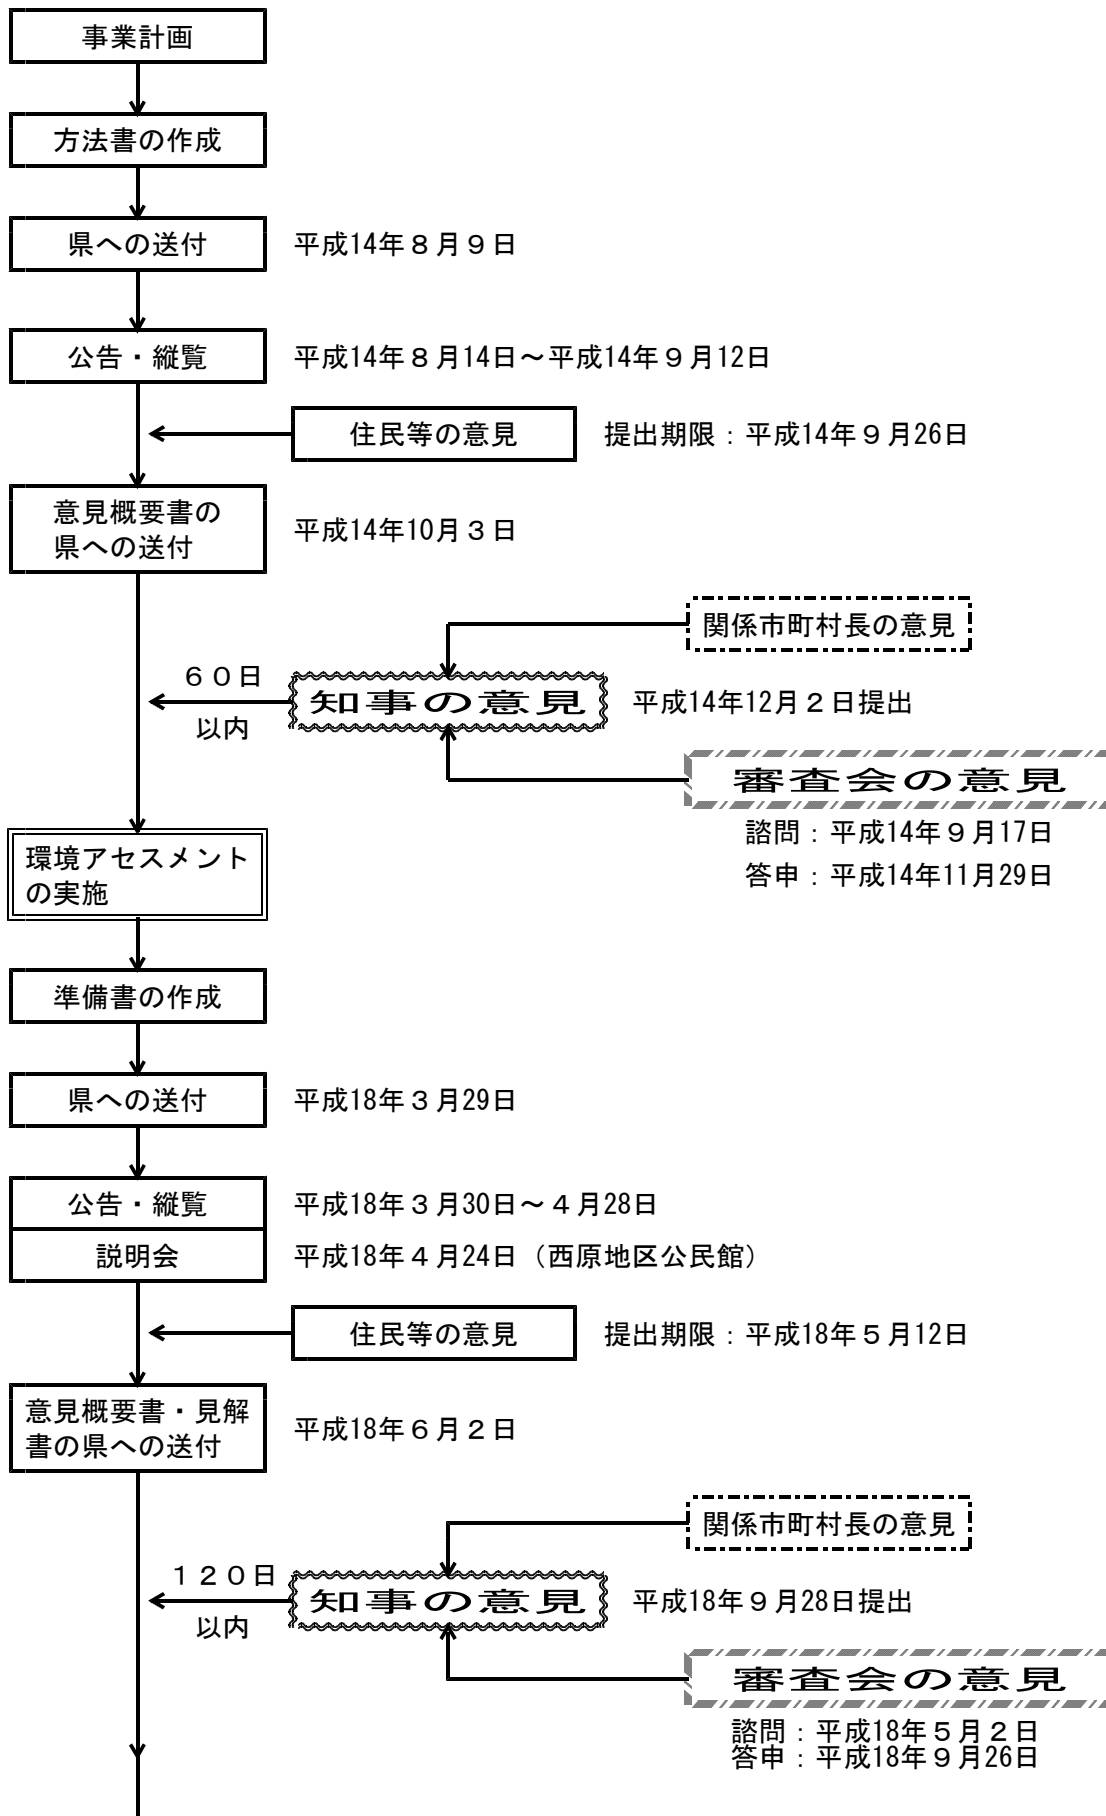 事業計画
方法書の作成
県への送付
平成14年８月９日
公告・縦覧
平成14年８月14日～平成14年９月12日
住民等の意見
提出期限：平成14年９月26日
意見概要書の
県への送付
平成14年10月３日
関係市町村長の意見
６０日
以内
知事の意見
平成14年12月２日提出
審査会の意見
諮問：平成14年９月17日
答申：平成14年11月29日
環境アセスメント
の実施
準備書の作成
県への送付
平成18年３月29日
公告・縦覧
平成18年３月30日～４月28日
説明会
平成18年４月24日（西原地区公民館）
住民等の意見
提出期限：平成18年５月12日
意見概要書・見解
書の県への送付
平成18年６月２日
関係市町村長の意見
１２０日
以内
知事の意見
平成18年９月28日提出
審査会の意見
諮問：平成18年５月２日
答申：平成18年９月26日